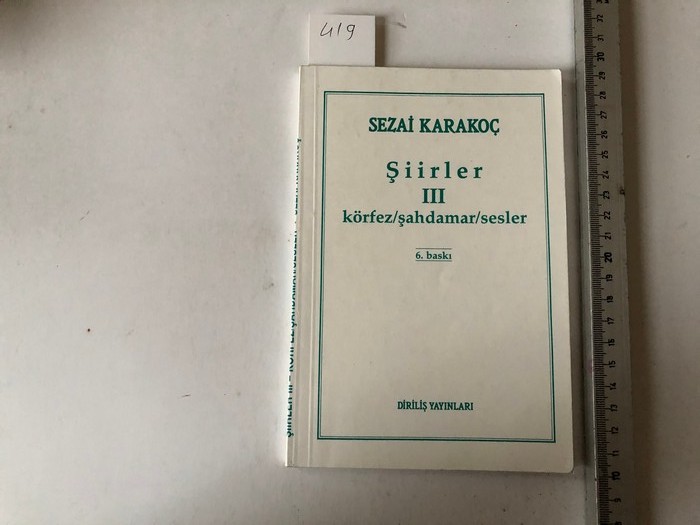 419
SEZAİ KARAKOÇ
Şiirler
III
körfez/şahdamar/sesler
6. baskı
DİRİLİŞ YAYINLARI